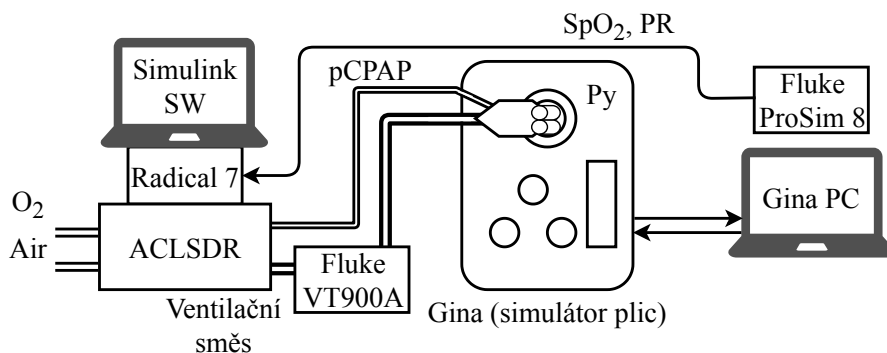 SpO₂, PR
Simulink
SW
pCPAP
Py
Fluke
ProSim 8
Radical 7
O₂
Air
ACLSDR
Gina PC
Fluke
VT900A
Ventilační
směs
Gina (simulátor plic)